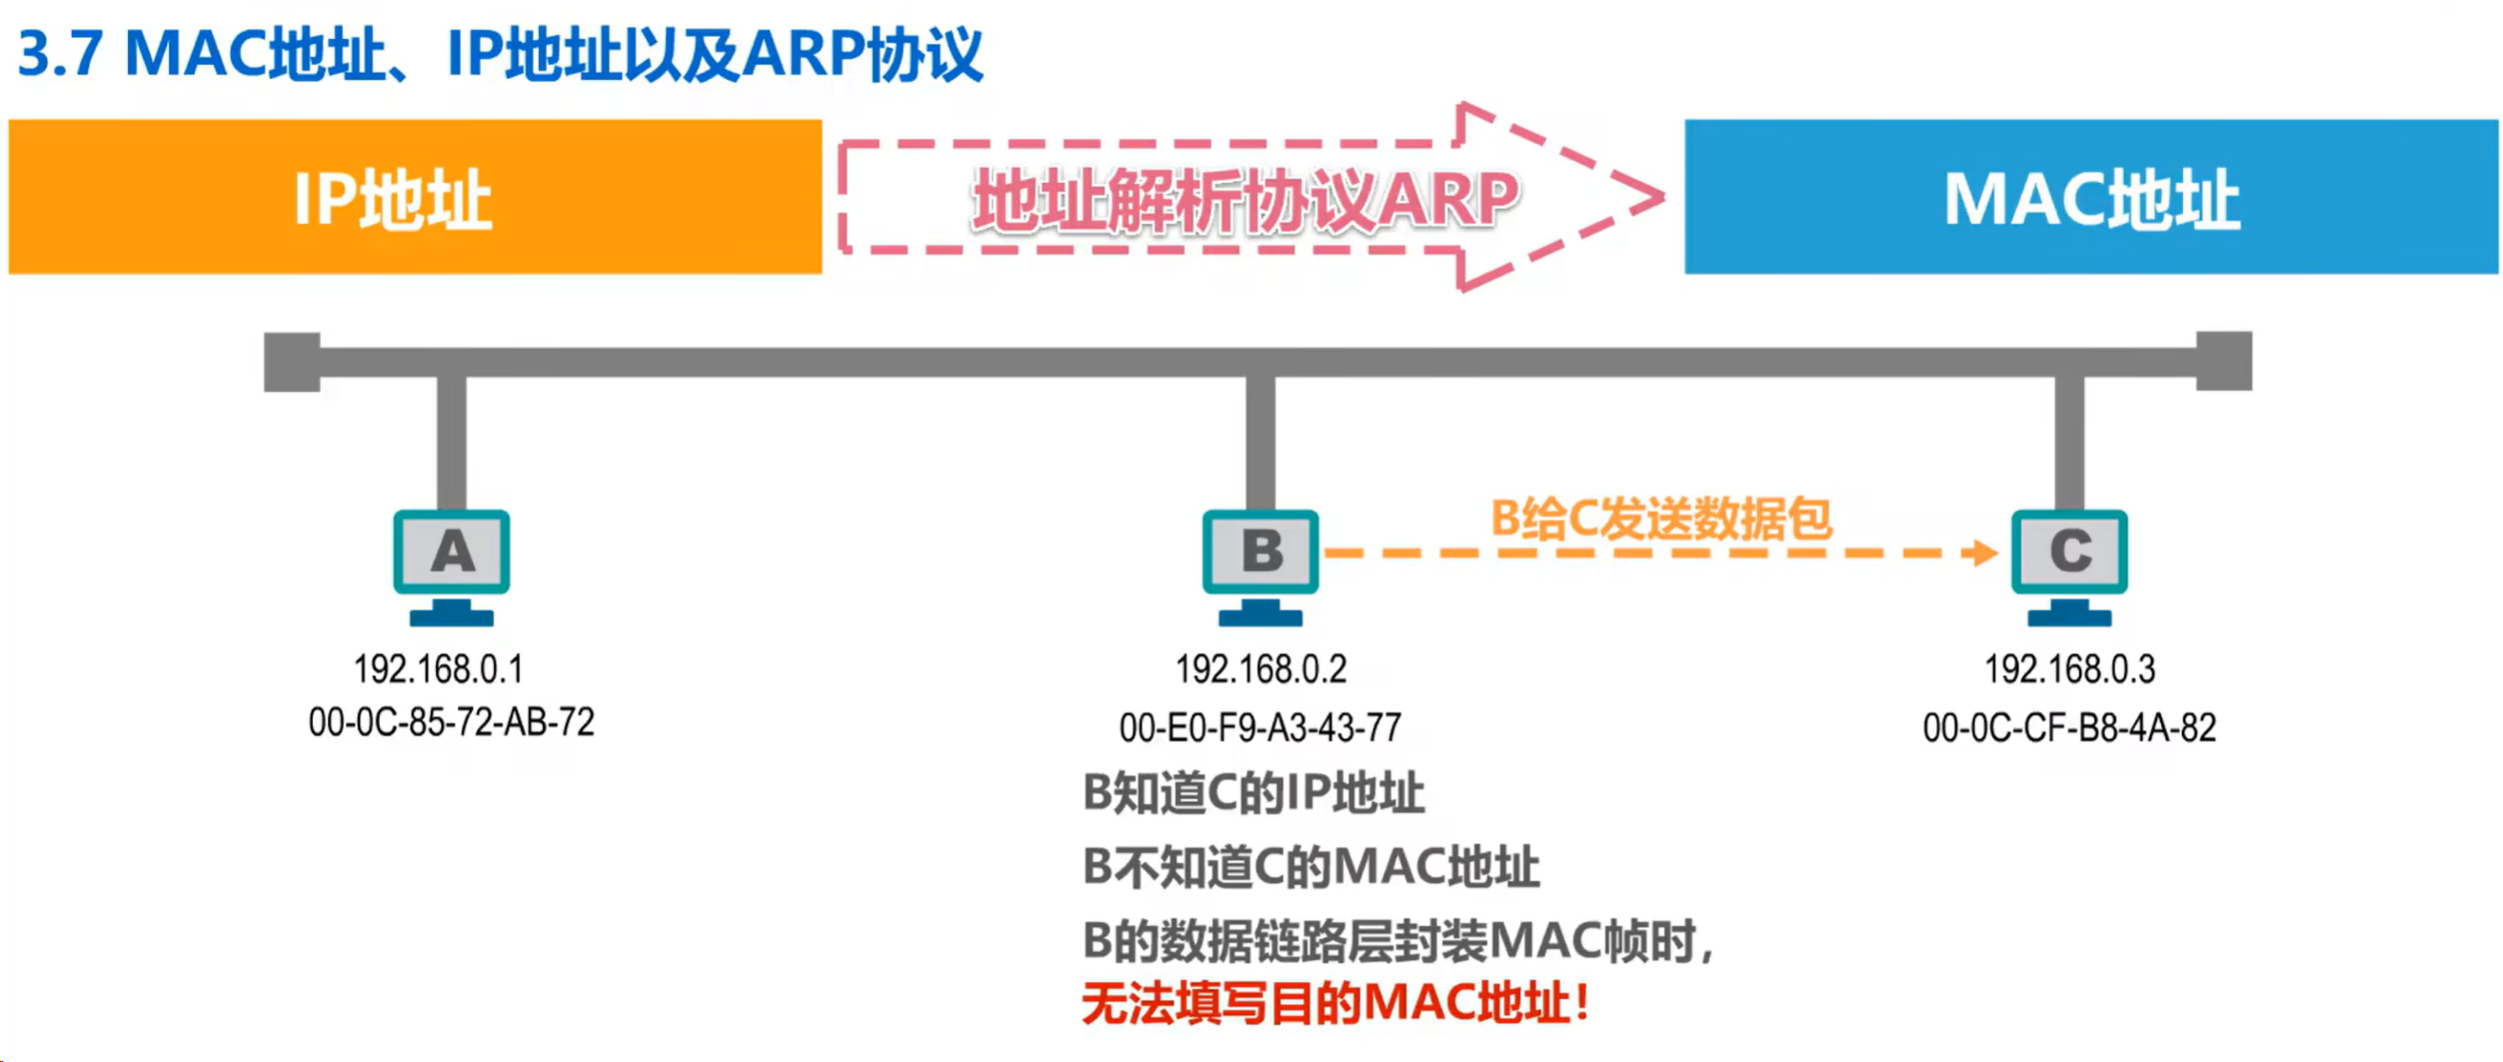 3.7 MAC地址、IP地址以及ARP协议
IP地址
地址解析协议ARP
MAC地址
B给C发送数据包
A
B
C
192.168.0.1
192.168.0.2
192.168.0.3
00-0C-85-72-AB-72
00-E0-F9-A3-43-77
00-0C-CF-B8-4A-82
B知道C的IP地址
B不知道C的MAC地址
B的数据链路层封装MAC帧时，
无法填写目的MAC地址！